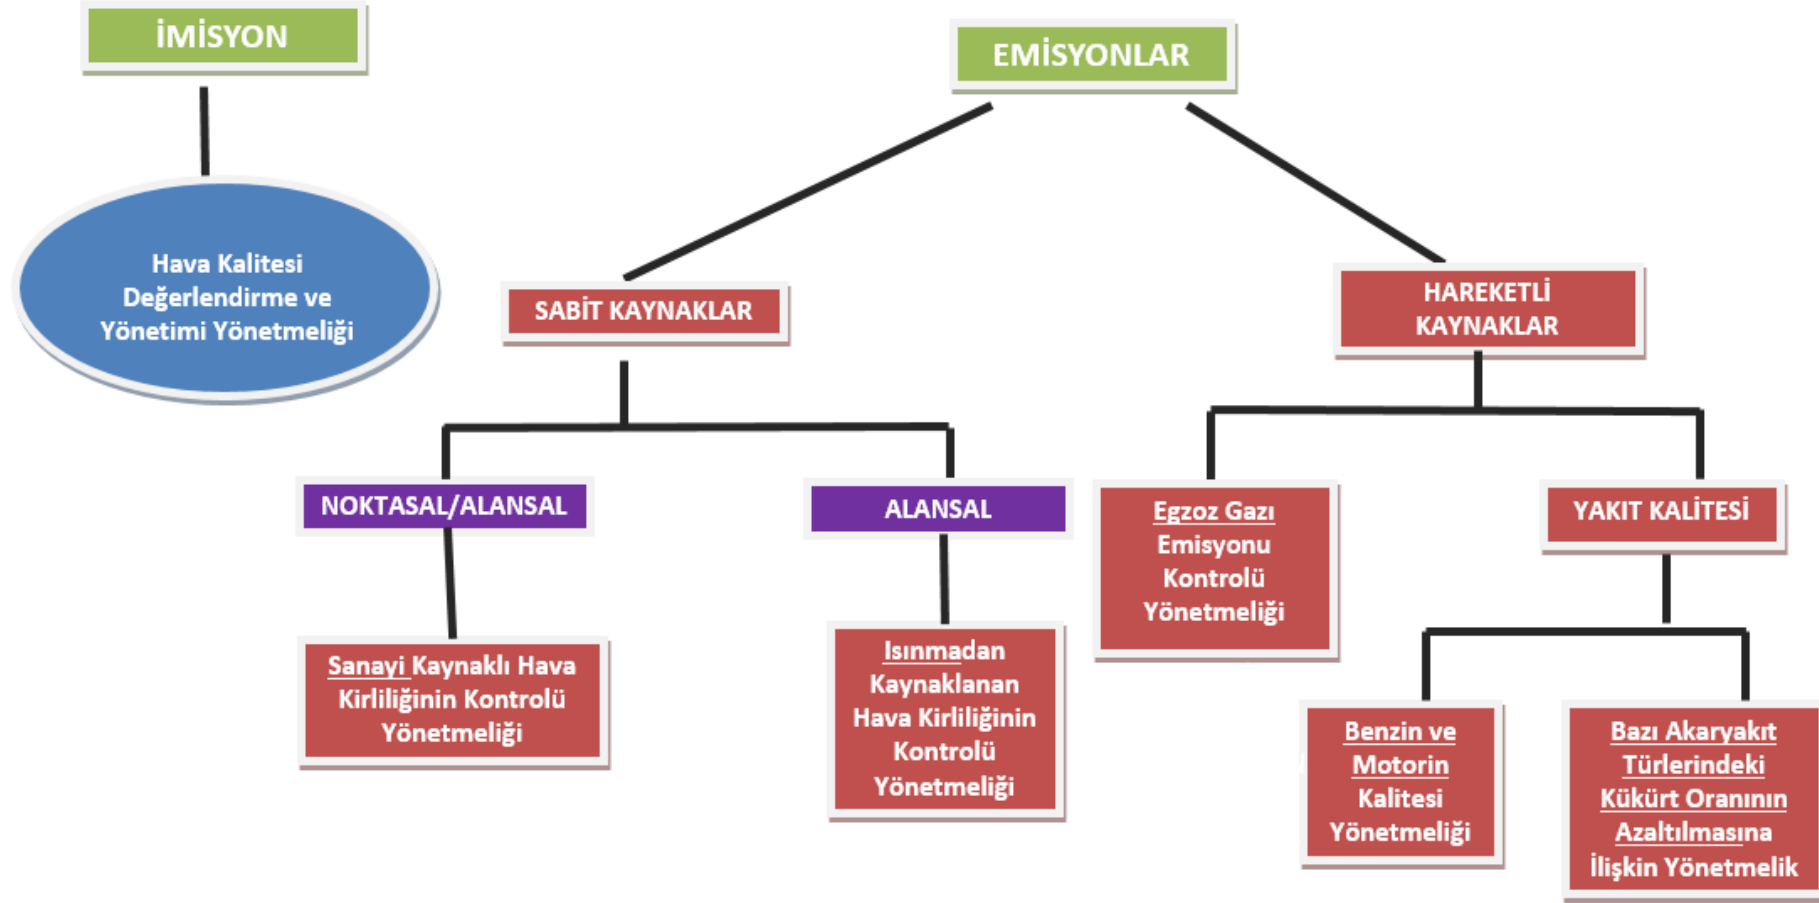 İMİSYON
EMİSYONLAR
Hava Kalitesi
Değerlendirme ve
Yönetimi Yönetmeliği
SABİT KAYNAKLAR
HAREKETLİ
KAYNAKLAR
NOKTASAL/ALANSAL
ALANSAL
Egzoz Gazı
Emisyonu
Kontrolü
Yönetmeliği
YAKIT KALİTESİ
Sanayi Kaynaklı Hava
Kirliliğinin Kontrolü
Yönetmeliği
Isınmadan
Kaynaklanan
Hava Kirliliğinin
Kontrolü
Yönetmeliği
Benzin ve
Motorin
Kalitesi
Yönetmeliği
Bazı Akaryakıt
Türlerindeki
Kükürt Oranının
Azaltılmasına
İlişkin Yönetmelik